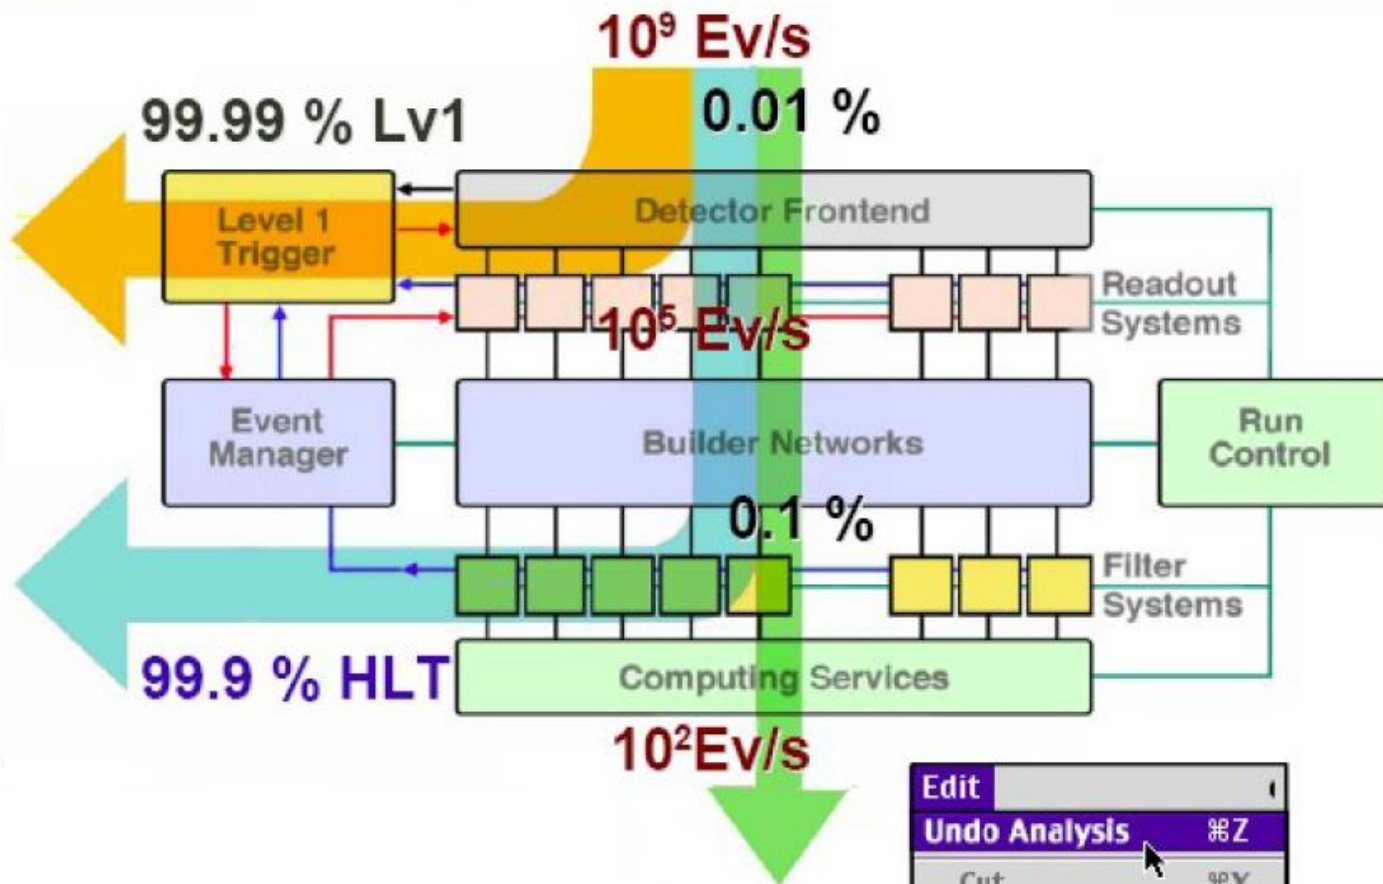 10⁹ Ev/s
99.99 % Lv1
0.01 %
Level 1
Trigger
Detector Frontend
Readout
Systems
10⁵ Ev/s
Event
Manager
Builder Networks
Run
Control
0.1 %
Filter
Systems
99.9 % HLT
Computing Services
10²Ev/s
Edit
Undo Analysis ⌘Z
Cut ⌘X